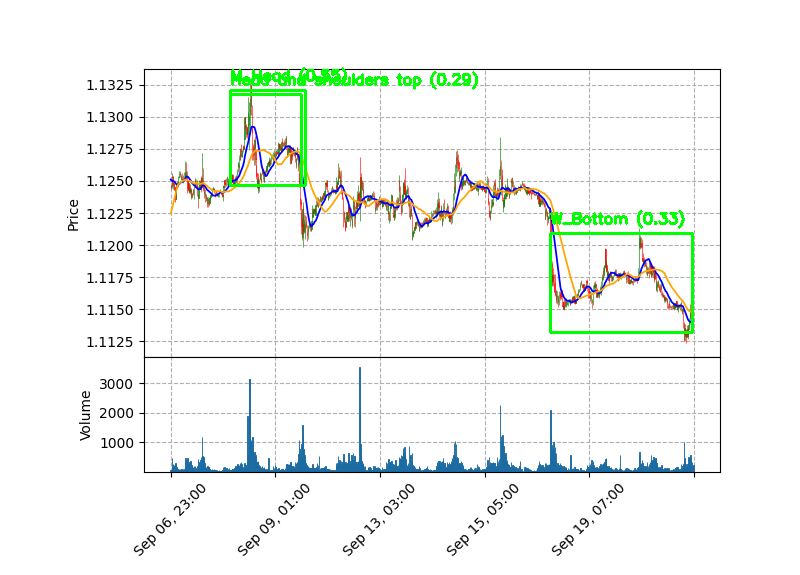 M_Head (0.55)
Head and shoulders top (0.29)
W_Bottom (0.33)
Price
1.1325
1.1300
1.1275
1.1250
1.1225
1.1200
1.1175
1.1150
1.1125
Volume
3000
2000
1000
Sep 06, 23:00
Sep 09, 01:00
Sep 13, 03:00
Sep 15, 05:00
Sep 19, 07:00